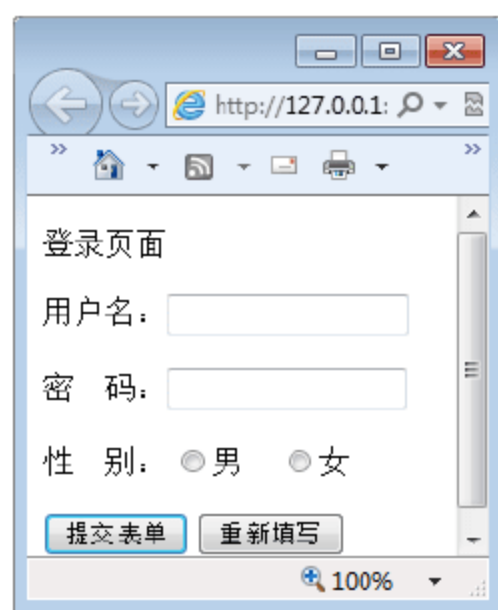 http://127.0.0.1:
登录页面
用户名：
密 码：
性 别： 男 女
提交表单 重新填写
100%